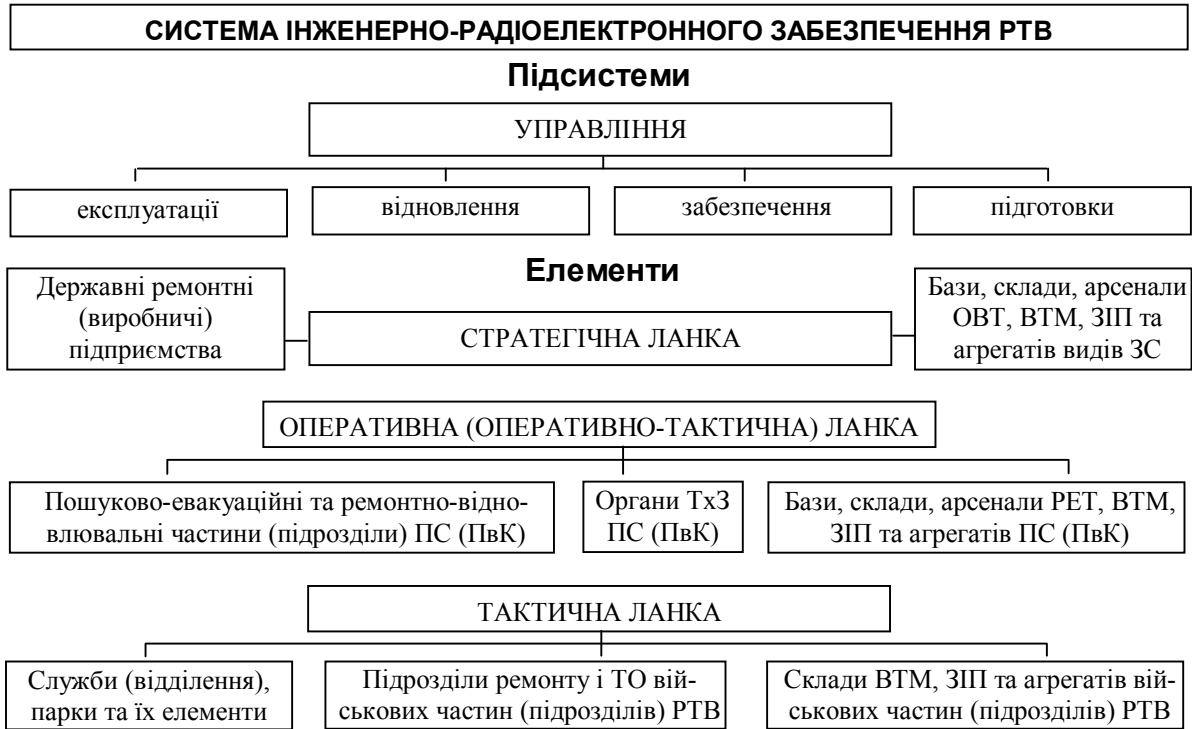 СИСТЕМА ІНЖЕНЕРНО-РАДІОЕЛЕКТРОННОГО ЗАБЕЗПЕЧЕННЯ РТВ
Підсистеми
УПРАВЛІННЯ
експлуатації
відновлення
забезпечення
підготовки
Елементи
Державні ремонтні
(виробничі)
підприємства
СТРАТЕГІЧНА ЛАНКА
Бази, склади, арсенали
ОВТ, ВТМ, ЗІП та
агрегатів видів ЗС
ОПЕРАТИВНА (ОПЕРАТИВНО-ТАКТИЧНА) ЛАНКА
Пошуково-евакуаційні та ремонтно-відно-
влювальні частини (підрозділи) ПС (ПвК)
Органи ТхЗ
ПС (ПвК)
Бази, склади, арсенали РЕТ, ВТМ,
ЗІП та агрегатів ПС (ПвК)
ТАКТИЧНА ЛАНКА
Служби (відділення),
парки та їх елементи
Підрозділи ремонту і ТО вій-
ськових частин (підрозділів) РТВ
Склади ВТМ, ЗІП та агрегатів вій-
ськових частин (підрозділів) РТВ